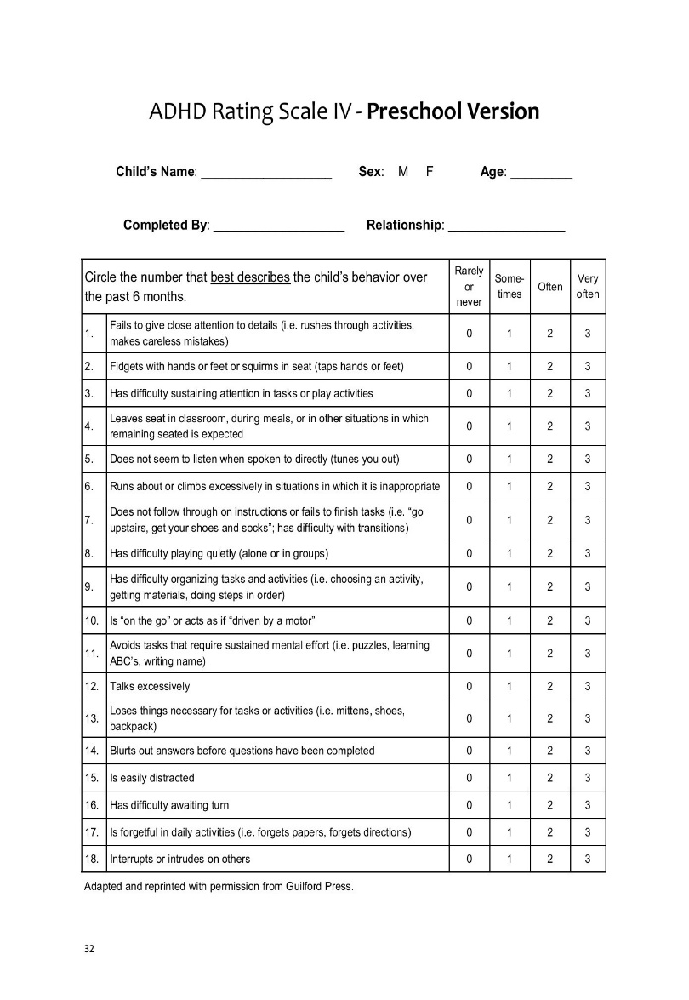 ADHD Rating Scale IV - Preschool Version
Child's Name: ___________________ Sex: M F Age: _________
Completed By: ___________________ Relationship: _________________
Circle the number that best describes the child's behavior over
the past 6 months.
Rarely
or
never
Some-
times
Often
Very
often
1. Fails to give close attention to details (i.e. rushes through activities,
makes careless mistakes) 0 1 2 3
2. Fidgets with hands or feet or squirms in seat (taps hands or feet) 0 1 2 3
3. Has difficulty sustaining attention in tasks or play activities 0 1 2 3
4. Leaves seat in classroom, during meals, or in other situations in which
remaining seated is expected 0 1 2 3
5. Does not seem to listen when spoken to directly (tunes you out) 0 1 2 3
6. Runs about or climbs excessively in situations in which it is inappropriate 0 1 2 3
7. Does not follow through on instructions or fails to finish tasks (i.e. “go
upstairs, get your shoes and socks”; has difficulty with transitions) 0 1 2 3
8. Has difficulty playing quietly (alone or in groups) 0 1 2 3
9. Has difficulty organizing tasks and activities (i.e. choosing an activity,
getting materials, doing steps in order) 0 1 2 3
10. Is “on the go” or acts as if “driven by a motor” 0 1 2 3
11. Avoids tasks that require sustained mental effort (i.e. puzzles, learning
ABC's, writing name) 0 1 2 3
12. Talks excessively 0 1 2 3
13. Loses things necessary for tasks or activities (i.e. mittens, shoes,
backpack) 0 1 2 3
14. Blurts out answers before questions have been completed 0 1 2 3
15. Is easily distracted 0 1 2 3
16. Has difficulty awaiting turn 0 1 2 3
17. Is forgetful in daily activities (i.e. forgets papers, forgets directions) 0 1 2 3
18. Interrupts or intrudes on others 0 1 2 3
Adapted and reprinted with permission from Guilford Press.
32